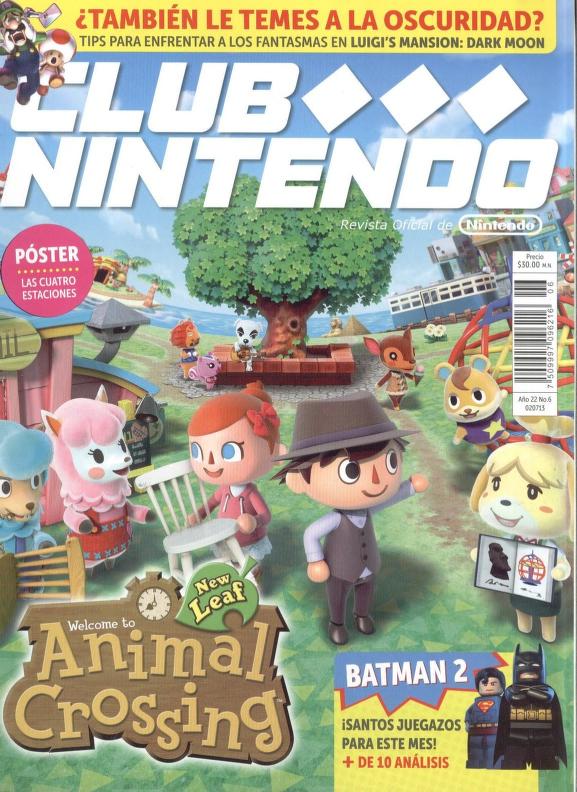 ¿TAMBIÉN LE TEMES A LA OSCURIDAD?
TIPS PARA ENFRENTAR A LOS FANTASMAS EN LUIGI'S MANSION: DARK MOON
CLUB
NINTENDO
Revista Oficial de Nintendo
PÓSTER
LAS CUATRO
ESTACIONES
Precio
$30.00 M.N.
06
7509997096216
Año 22 No.6
020713
New
Leaf
Welcome to
Animal
Crossing
BATMAN 2
¡SANTOS JUEGAZOS
PARA ESTE MES!
+ DE 10 ANÁLISIS